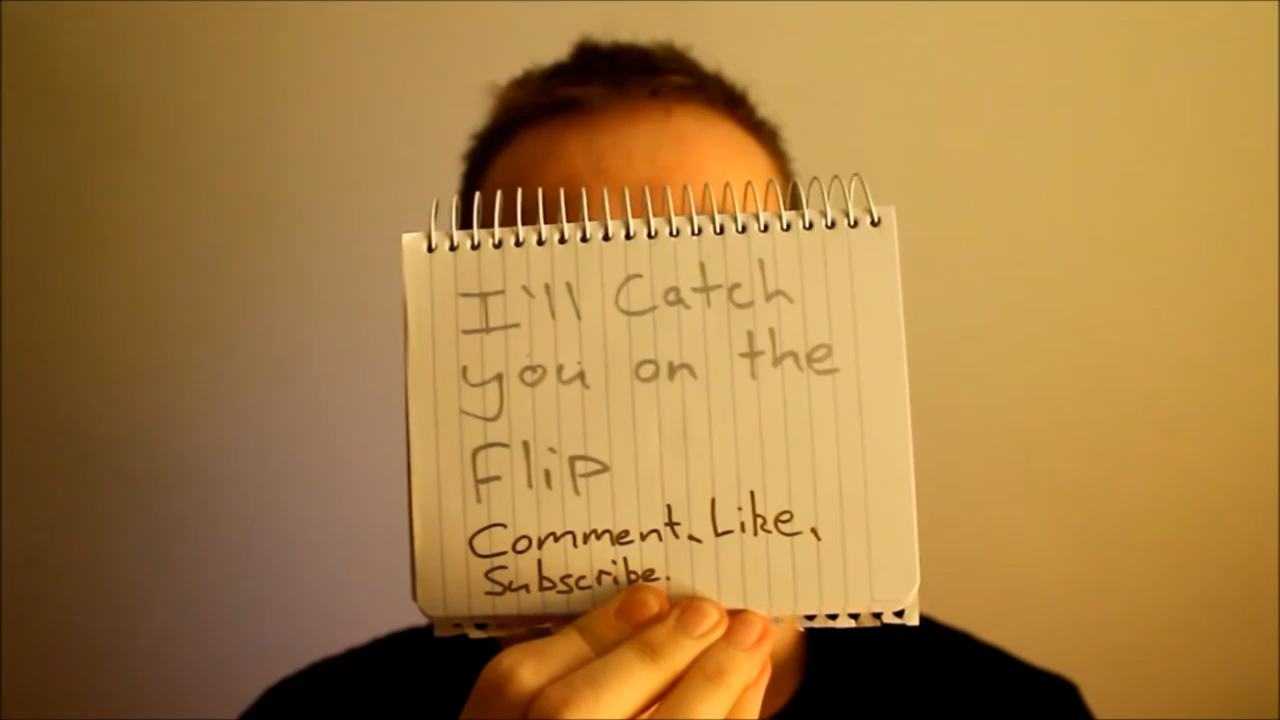 I'll Catch
you on the
Flip
Comment, Like,
Subscribe.